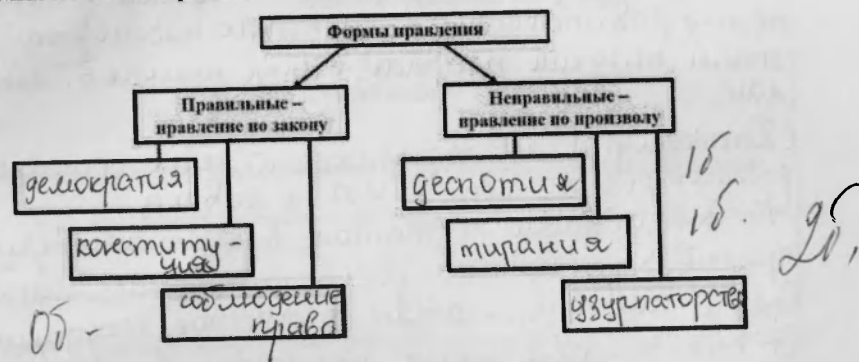 Формы правления
Правильные –
правление по закону
Неправильные –
правление по произволу
демократия
деспотия
1б
конститу-
ция
тирания
1б.
2б,
соблюдение
права
узурпаторство
0б -